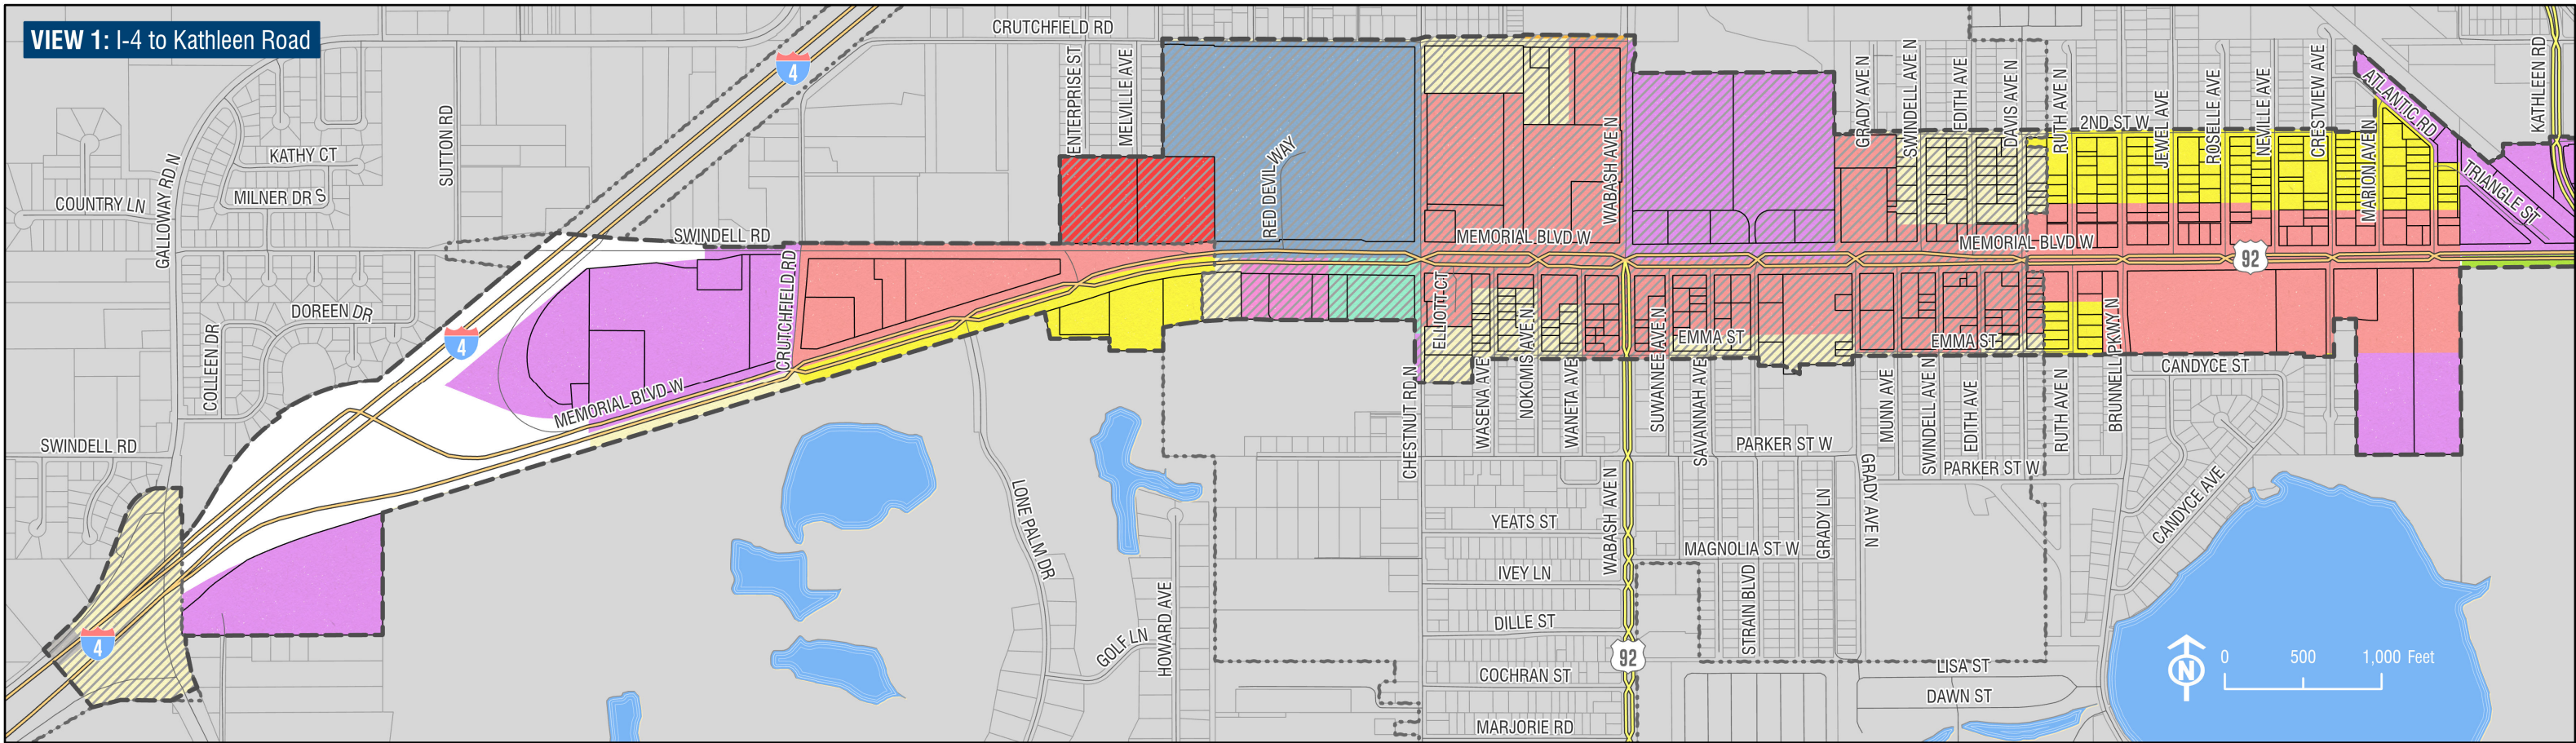 VIEW 1: I-4 to Kathleen Road
CRUTCHFIELD RD
4
ENTERPRISE ST
MELVILLE AVE
SUTTON RD
KATHY CT
MILNER DR S
COUNTRY LN
GALLOWAY RD N
SWINDELL RD
RED DEVIL WAY
WABASH AVE N
GRADY AVE N
SWINDELL AVE N
EDITH AVE
DAVIS AVE N
RUTH AVE N
2ND ST W
JEWEL AVE
ROSELLE AVE
NEVILLE AVE
CRESTVIEW AVE
MARION AVE N
ATLANTIC RD
TRIANGLE ST
KATHLEEN RD
MEMORIAL BLVD W
MEMORIAL BLVD W
92
DOREEN DR
COLLEEN DR
4
CRUTCHFIELD RD
MEMORIAL BLVD W
ELLIOTT CT
EMMA ST
EMMA ST
CHESTNUT RD N
WASENA AVE
NOKOMIS AVE N
WANETA AVE
SUWANNEE AVE N
SAVANNAH AVE
MUNN AVE
SWINDELL AVE N
EDITH AVE
RUTH AVE N
BRUNNELL PKWY N
CANDYCE ST
SWINDELL RD
PARKER ST W
PARKER ST W
GRADY AVE N
GRADY LN
WABASH AVE N
LONE PALM DR
CANDYCE AVE
YEATS ST
MAGNOLIA ST W
IVEY LN
STRAIN BLVD
HOWARD AVE
GOLF LN
DILLE ST
4
92
COCHRAN ST
LISA ST
DAWN ST
MARJORIE RD
N
0 500 1,000 Feet